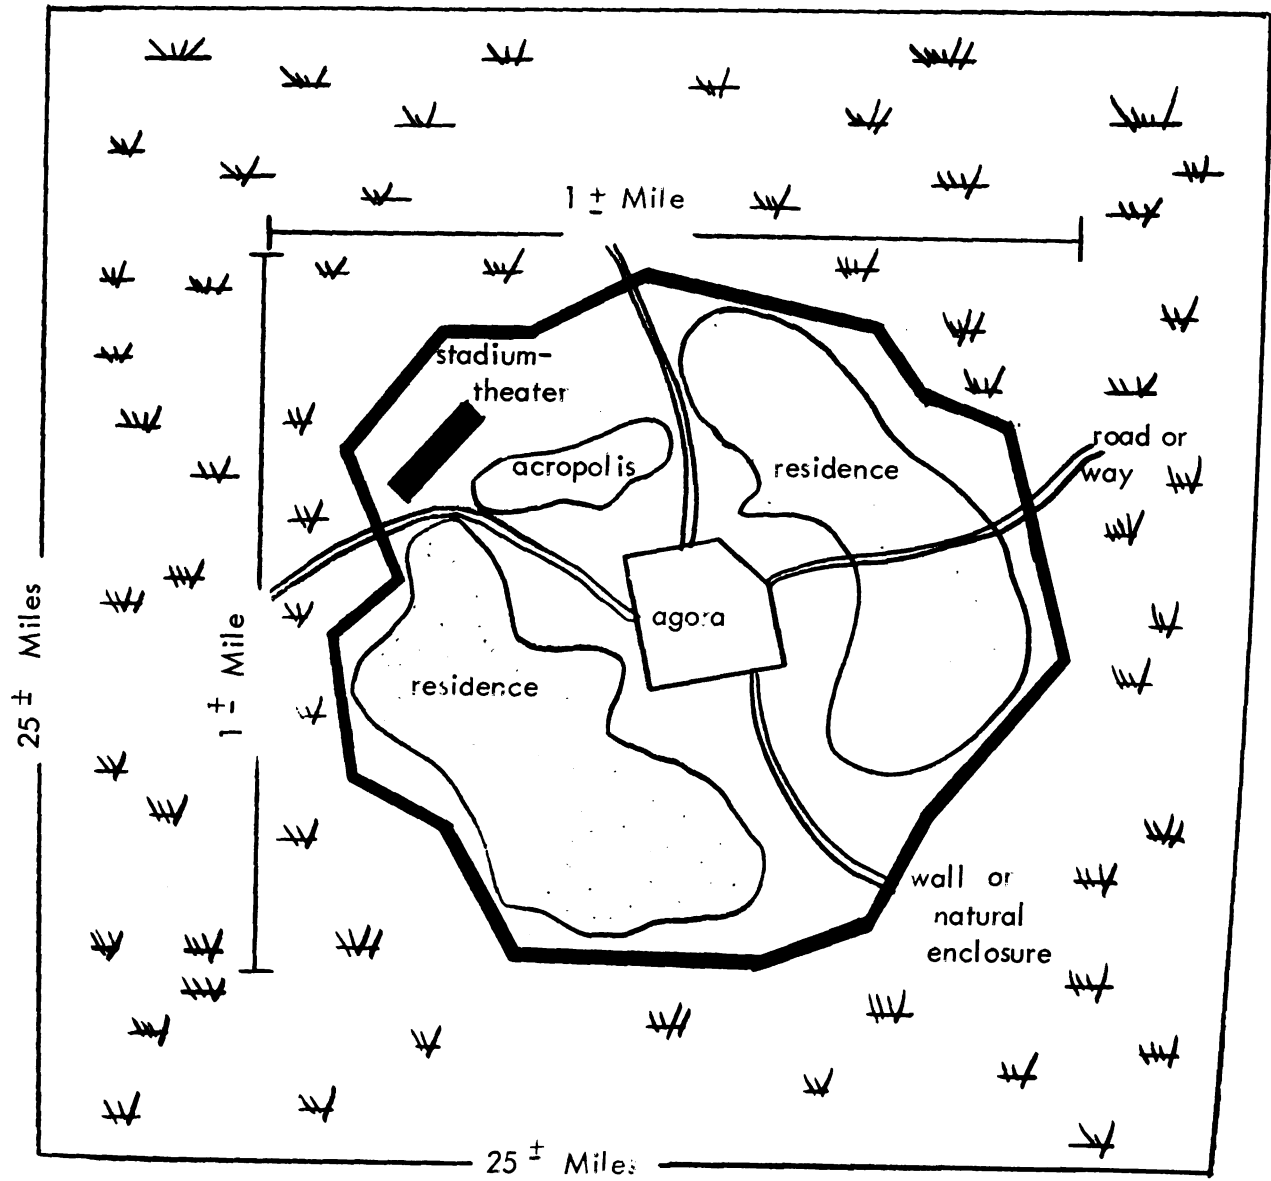 1 ± Mile
stadium-
theater
acropolis
residence
road or
way
agora
residence
25 ± Miles
1 ± Mile
wall or
natural
enclosure
25 ± Miles